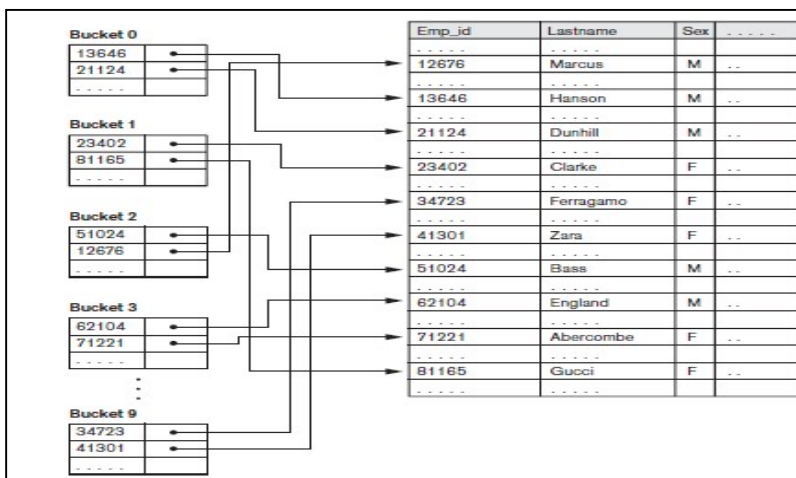 Bucket 0
13646
21124
. . . . .
Bucket 1
23402
81165
. . . . .
Bucket 2
51024
12676
. . . . .
Bucket 3
62104
71221
. . . . .
Bucket 9
34723
41301
. . . . .
Emp_id Lastname Sex . . . . .
. . . . . . . . . .
12676 Marcus M . .
. . . . . . . . . .
13646 Hanson M . .
. . . . . . . . . .
21124 Dunhill M . .
. . . . . . . . . .
23402 Clarke F . .
. . . . . . . . . .
34723 Ferragamo F . .
. . . . . . . . . .
41301 Zara F . .
. . . . . . . . . .
51024 Bass M . .
. . . . . . . . . .
62104 England M . .
. . . . . . . . . .
71221 Abercombe F . .
. . . . . . . . . .
81165 Gucci F . .
. . . . . . . . . .